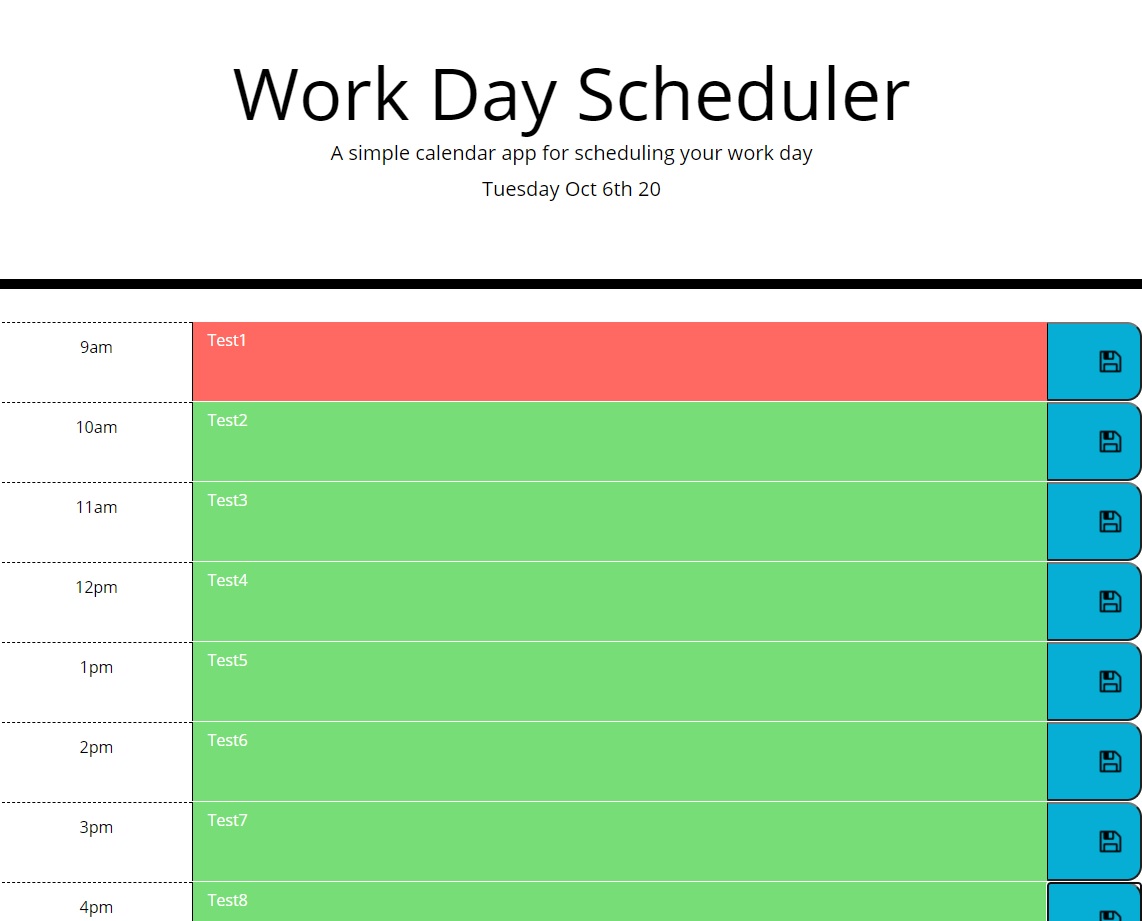 Work Day Scheduler
A simple calendar app for scheduling your work day
Tuesday Oct 6th 20
9am Test1
10am Test2
11am Test3
12pm Test4
1pm Test5
2pm Test6
3pm Test7
4pm Test8